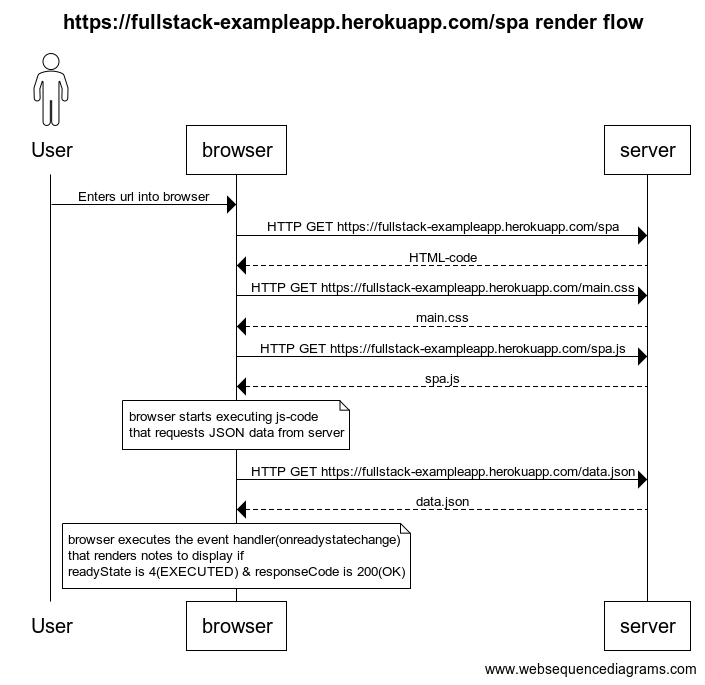 https://fullstack-exampleapp.herokuapp.com/spa render flow
User
browser
server
Enters url into browser
HTTP GET https://fullstack-exampleapp.herokuapp.com/spa
HTML-code
HTTP GET https://fullstack-exampleapp.herokuapp.com/main.css
main.css
HTTP GET https://fullstack-exampleapp.herokuapp.com/spa.js
spa.js
browser starts executing js-code
that requests JSON data from server
HTTP GET https://fullstack-exampleapp.herokuapp.com/data.json
data.json
browser executes the event handler(onreadystatechange)
that renders notes to display if
readyState is 4(EXECUTED) & responseCode is 200(OK)
User
browser
server
www.websequencediagrams.com